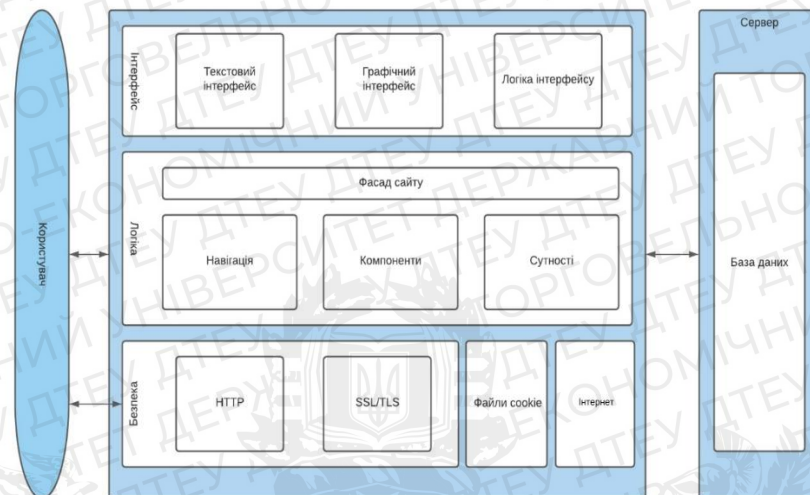 Користувач
Інтерфейс
Текстовий
інтерфейс
Графічний
інтерфейс
Логіка інтерфейсу
Логіка
Фасад сайту
Навігація
Компоненти
Сутності
Безпека
HTTP
SSL/TLS
Файли cookie
Інтернет
Сервер
База даних